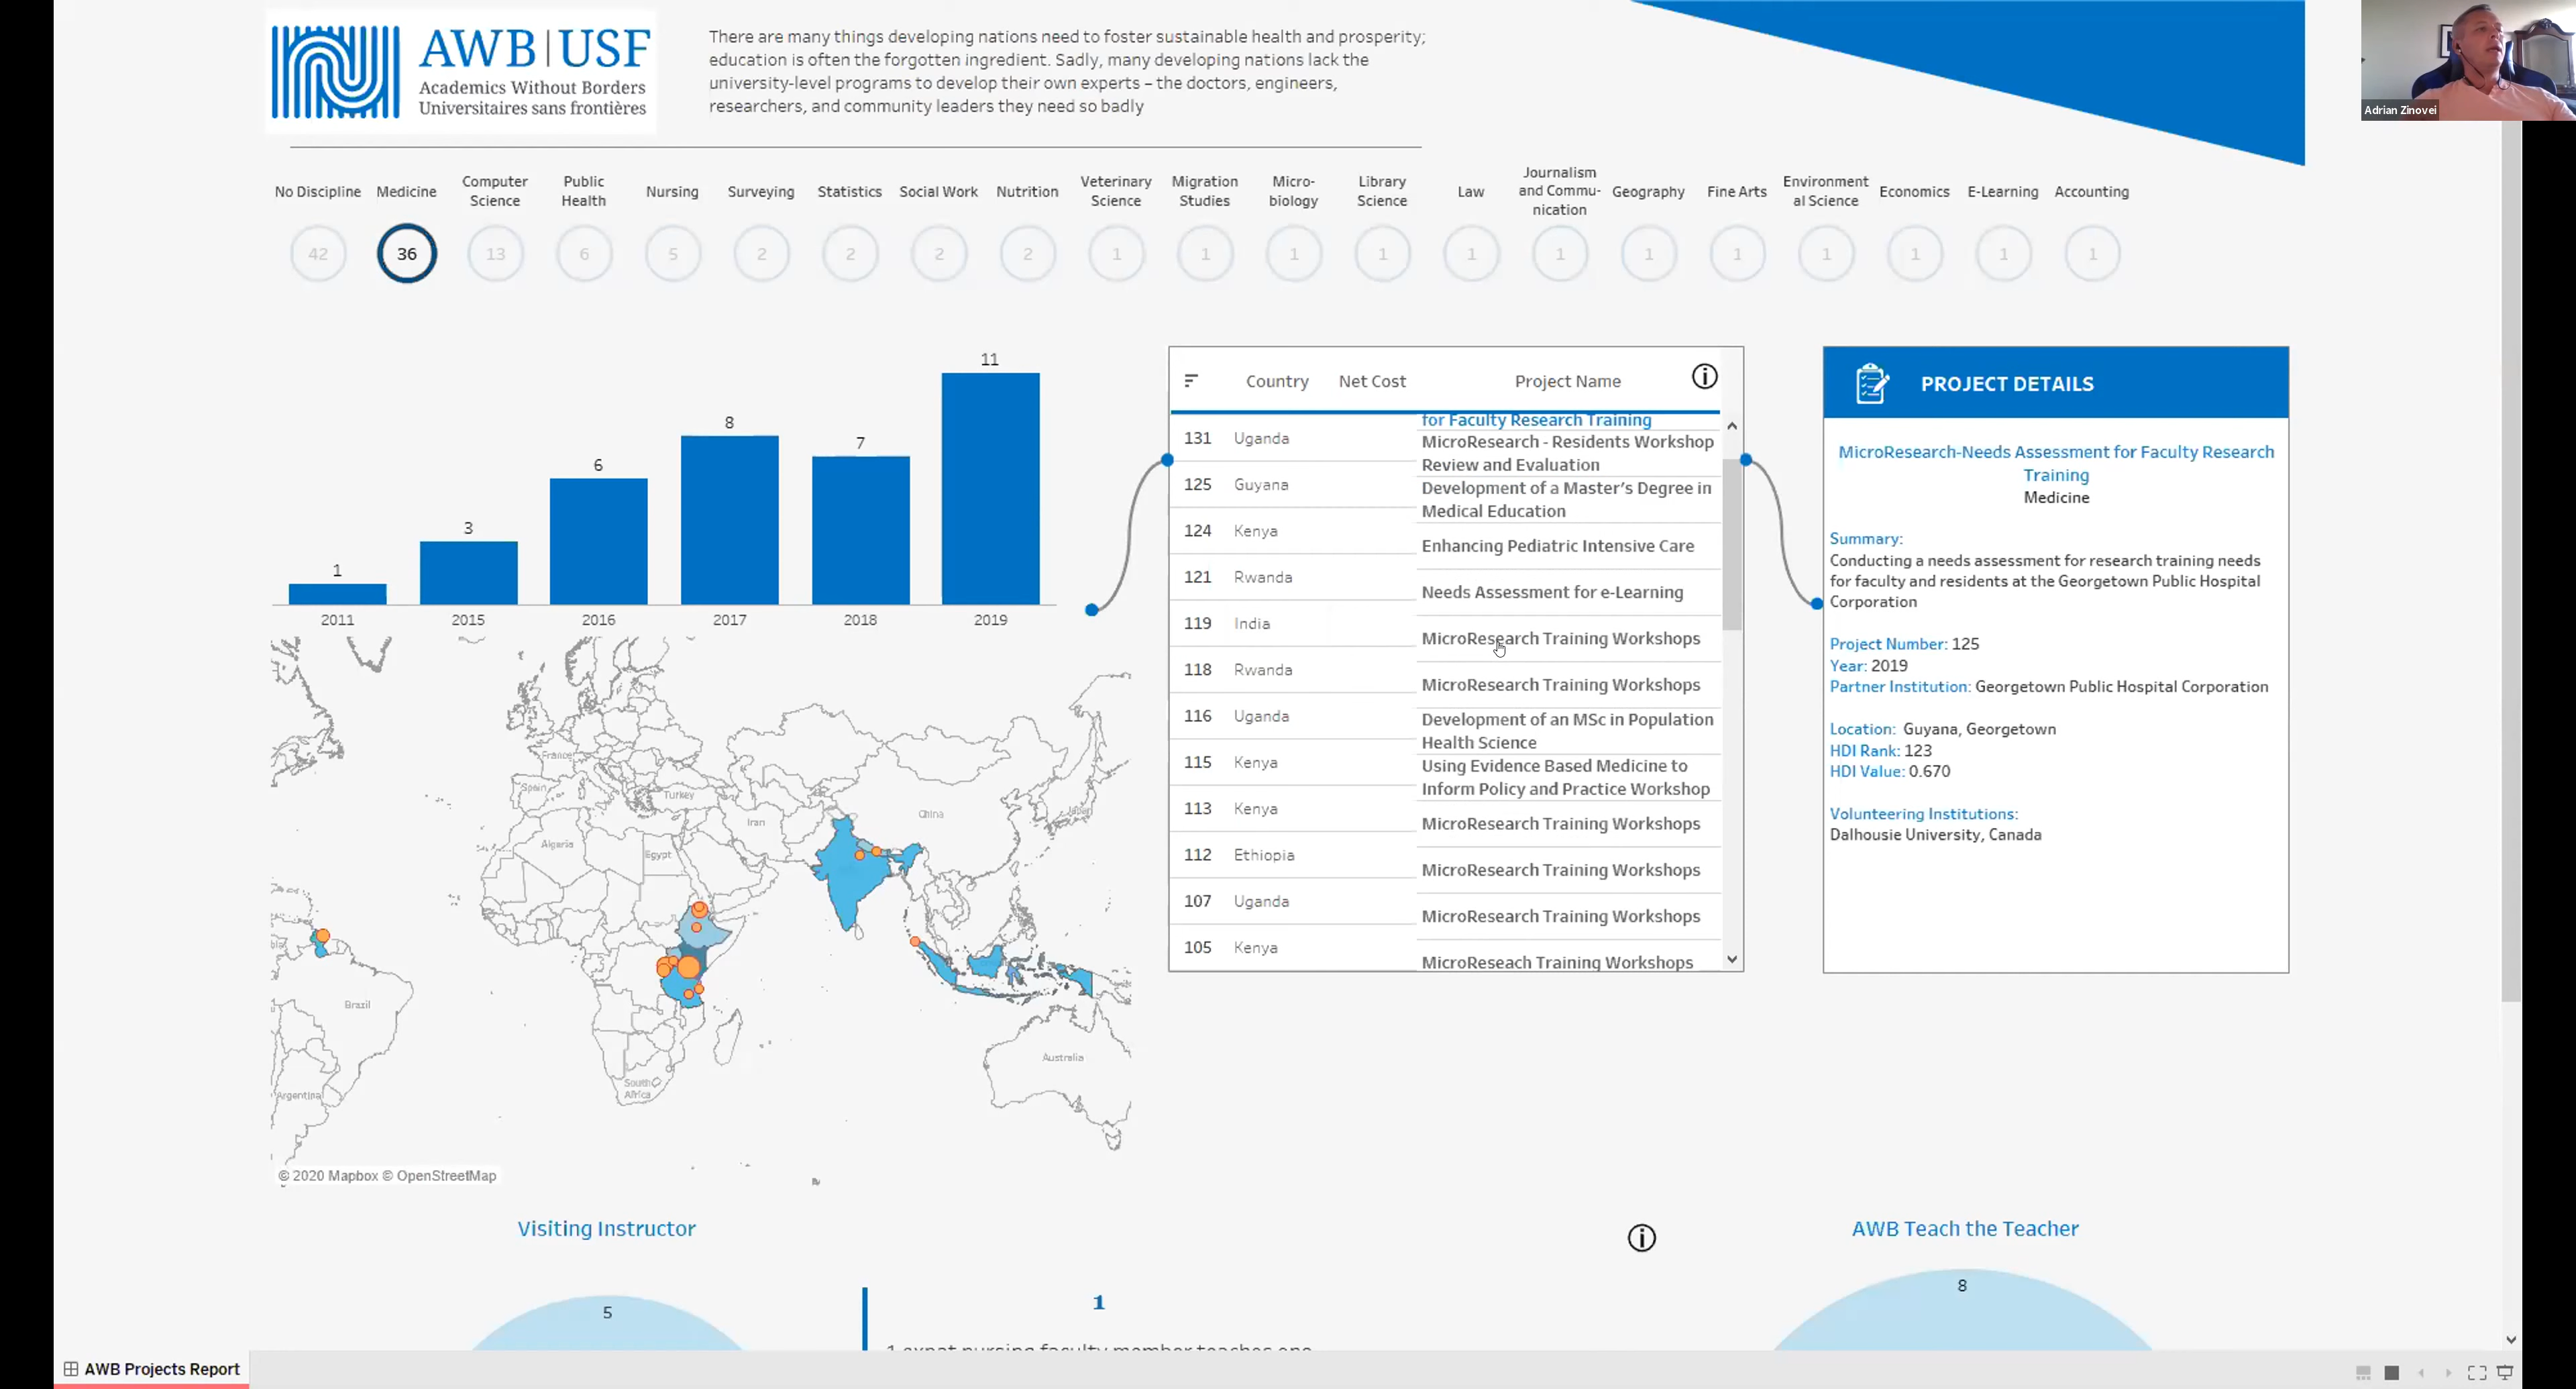 AWB | USF
Academics Without Borders
Universitaires sans frontières
There are many things developing nations need to foster sustainable health and prosperity;
education is often the forgotten ingredient. Sadly, many developing nations lack the
university-level programs to develop their own experts – the doctors, engineers,
researchers, and community leaders they need so badly
Adrian Zinovei
No Discipline
Medicine
Computer
Science
Public
Health
Nursing
Surveying
Statistics
Social Work
Nutrition
Veterinary
Science
Migration
Studies
Micro-
biology
Library
Science
Law
Journalism
and Commu-
nication
Geography
Fine Arts
Environment
al Science
Economics
E-Learning
Accounting
42 36 13 6 5 2 2 2 2 1 1 1 1 1 1 1 1 1 1 1 1
1
3
6
8
7
11
2011 2015 2016 2017 2018 2019
Country Net Cost Project Name
for Faculty Research Training
131 Uganda
MicroResearch - Residents Workshop
Review and Evaluation
125 Guyana
Development of a Master's Degree in
Medical Education
124 Kenya
Enhancing Pediatric Intensive Care
121 Rwanda
Needs Assessment for e-Learning
119 India
MicroResearch Training Workshops
118 Rwanda
MicroResearch Training Workshops
116 Uganda
Development of an MSc in Population
Health Science
115 Kenya
Using Evidence Based Medicine to
Inform Policy and Practice Workshop
113 Kenya
MicroResearch Training Workshops
112 Ethiopia
MicroResearch Training Workshops
107 Uganda
MicroResearch Training Workshops
105 Kenya
MicroReseach Training Workshops
PROJECT DETAILS
MicroResearch-Needs Assessment for Faculty Research
Training
Medicine
Summary:
Conducting a needs assessment for research training needs
for faculty and residents at the Georgetown Public Hospital
Corporation
Project Number: 125
Year: 2019
Partner Institution: Georgetown Public Hospital Corporation
Location: Guyana, Georgetown
HDI Rank: 123
HDI Value: 0.670
Volunteering Institutions:
Dalhousie University, Canada
France
Spain
Turkey
Iran
China
Japan
Algeria
Egypt
Brazil
Australia
South
Africa
Argentina
© 2020 Mapbox © OpenStreetMap
Visiting Instructor
AWB Teach the Teacher
5
1
8
1 expat nursing faculty member teaches one
AWB Projects Report